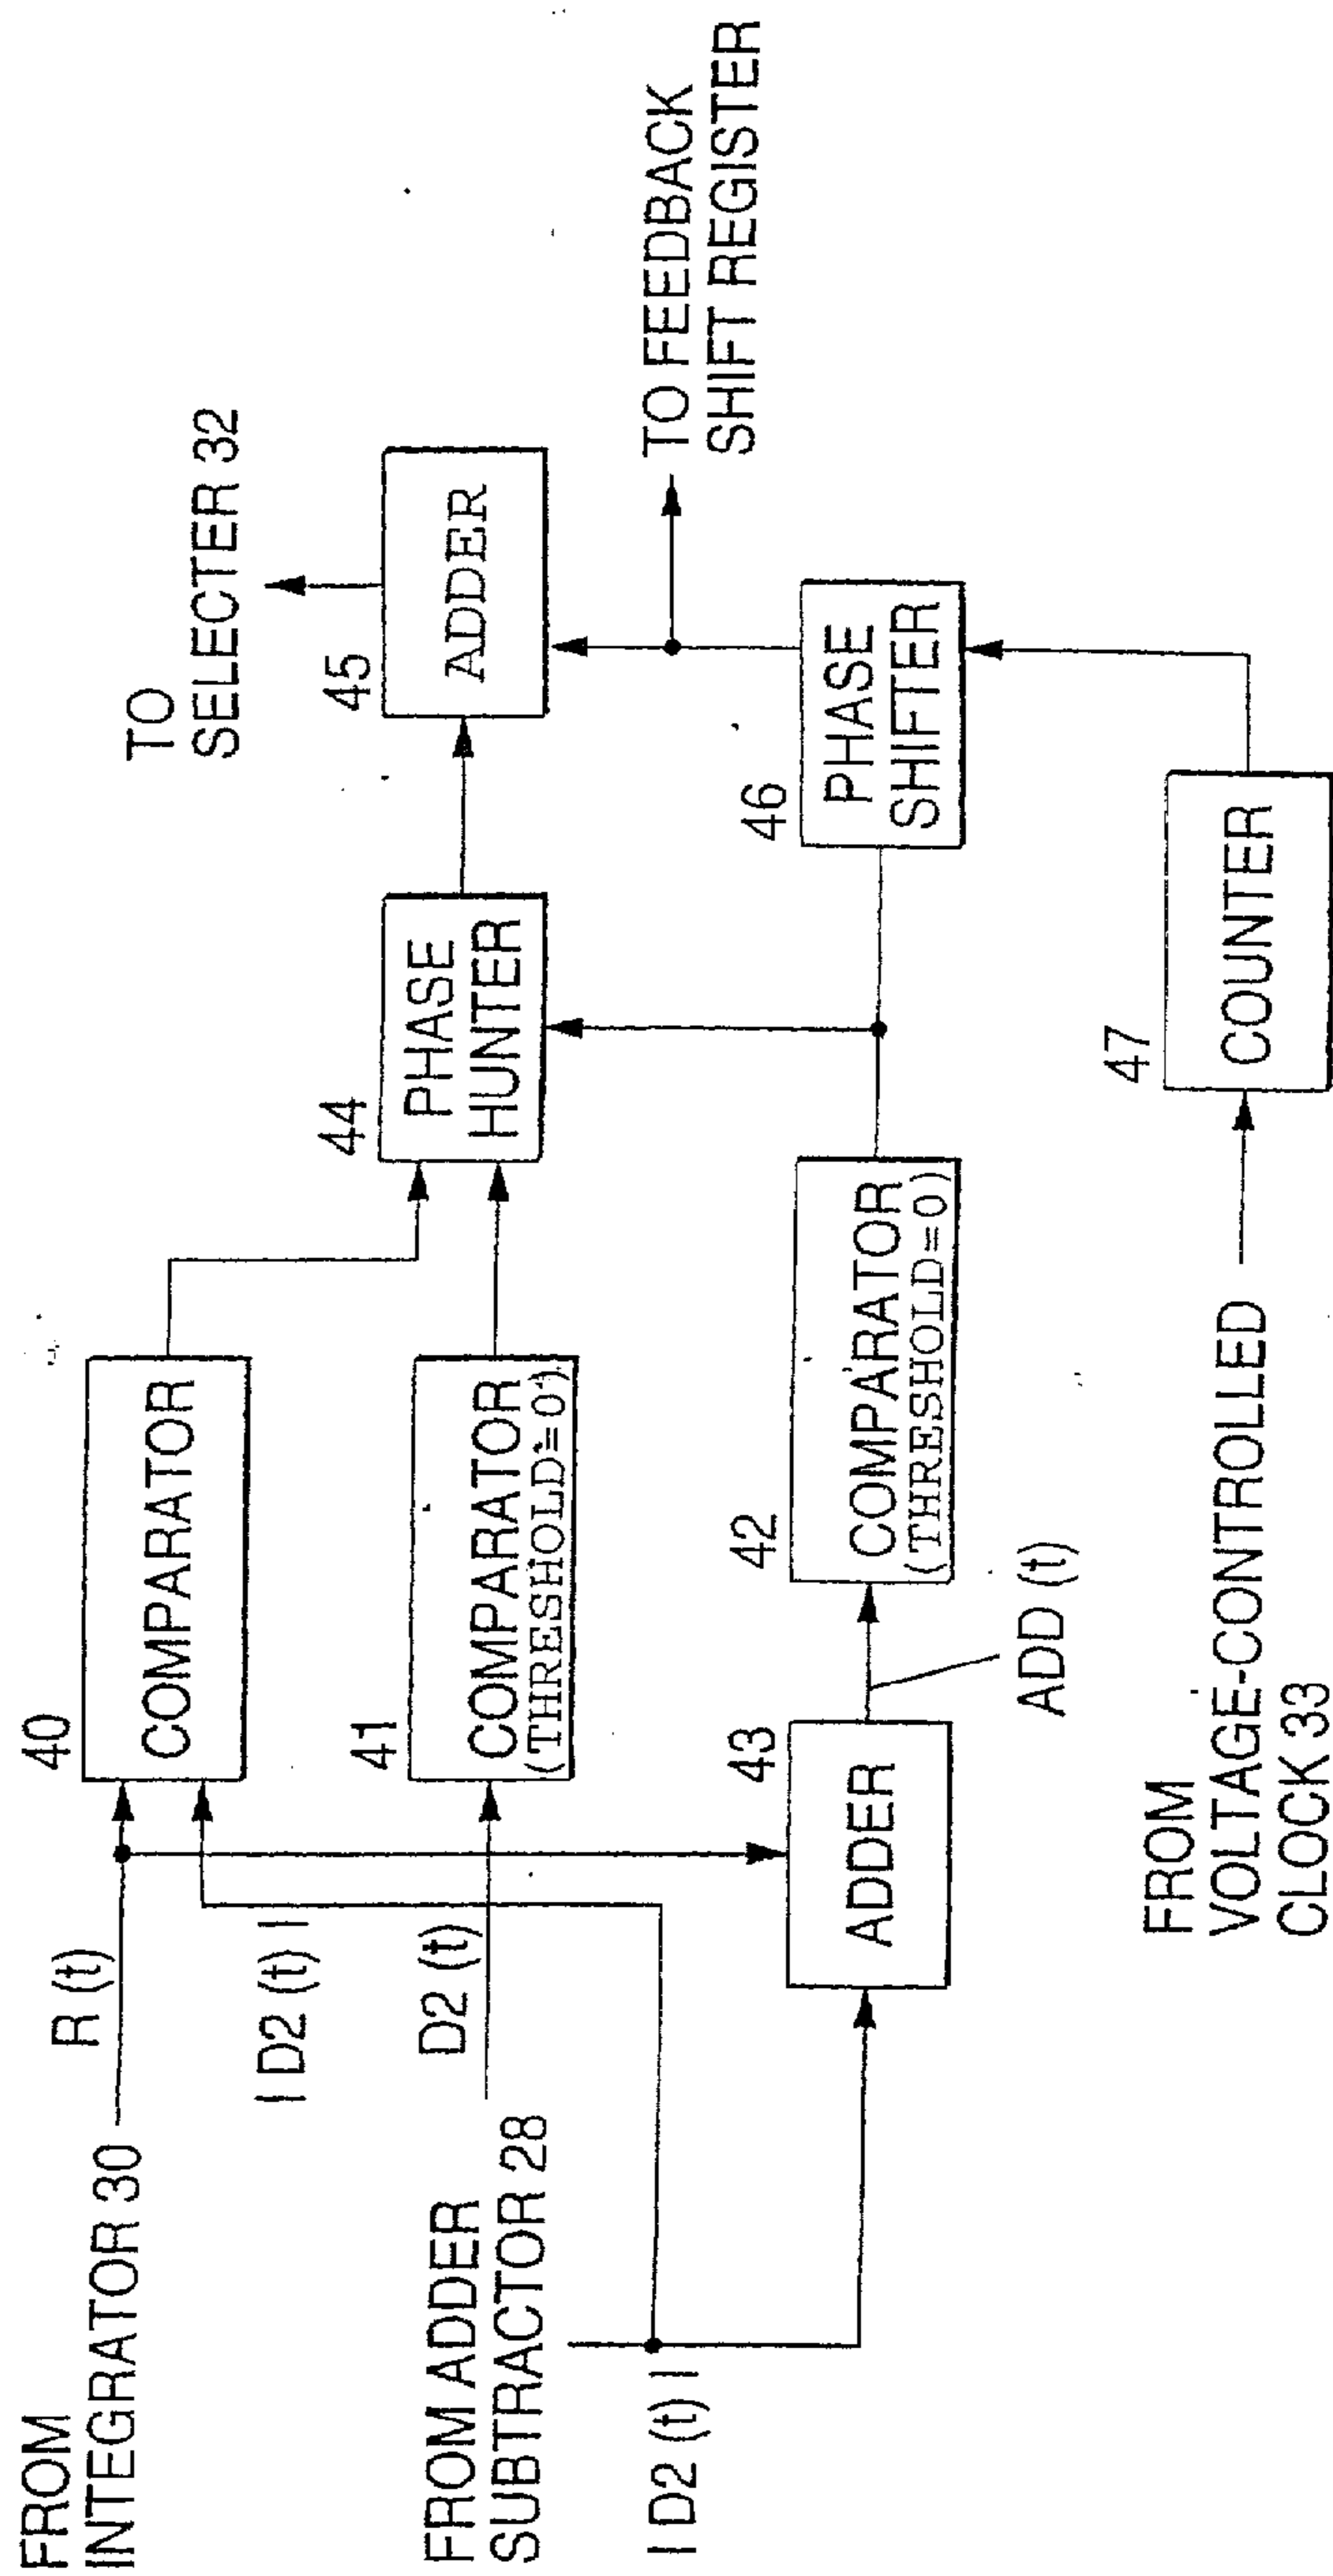 FROM
INTEGRATOR 30
R (t)
40
COMPARATOR
| D2 (t) |
FROM ADDER
SUBTRACTOR 28
D2 (t)
41
COMPARATOR
(THRESHOLD=0)
| D2 (t) |
43
ADDER
ADD (t)
42
COMPARATOR
(THRESHOLD=0)
44
PHASE
HUNTER
45
ADDER
TO
SELECTER 32
46
PHASE
SHIFTER
TO FEEDBACK
SHIFT REGISTER
FROM
VOLTAGE-CONTROLLED
CLOCK 33
47
COUNTER